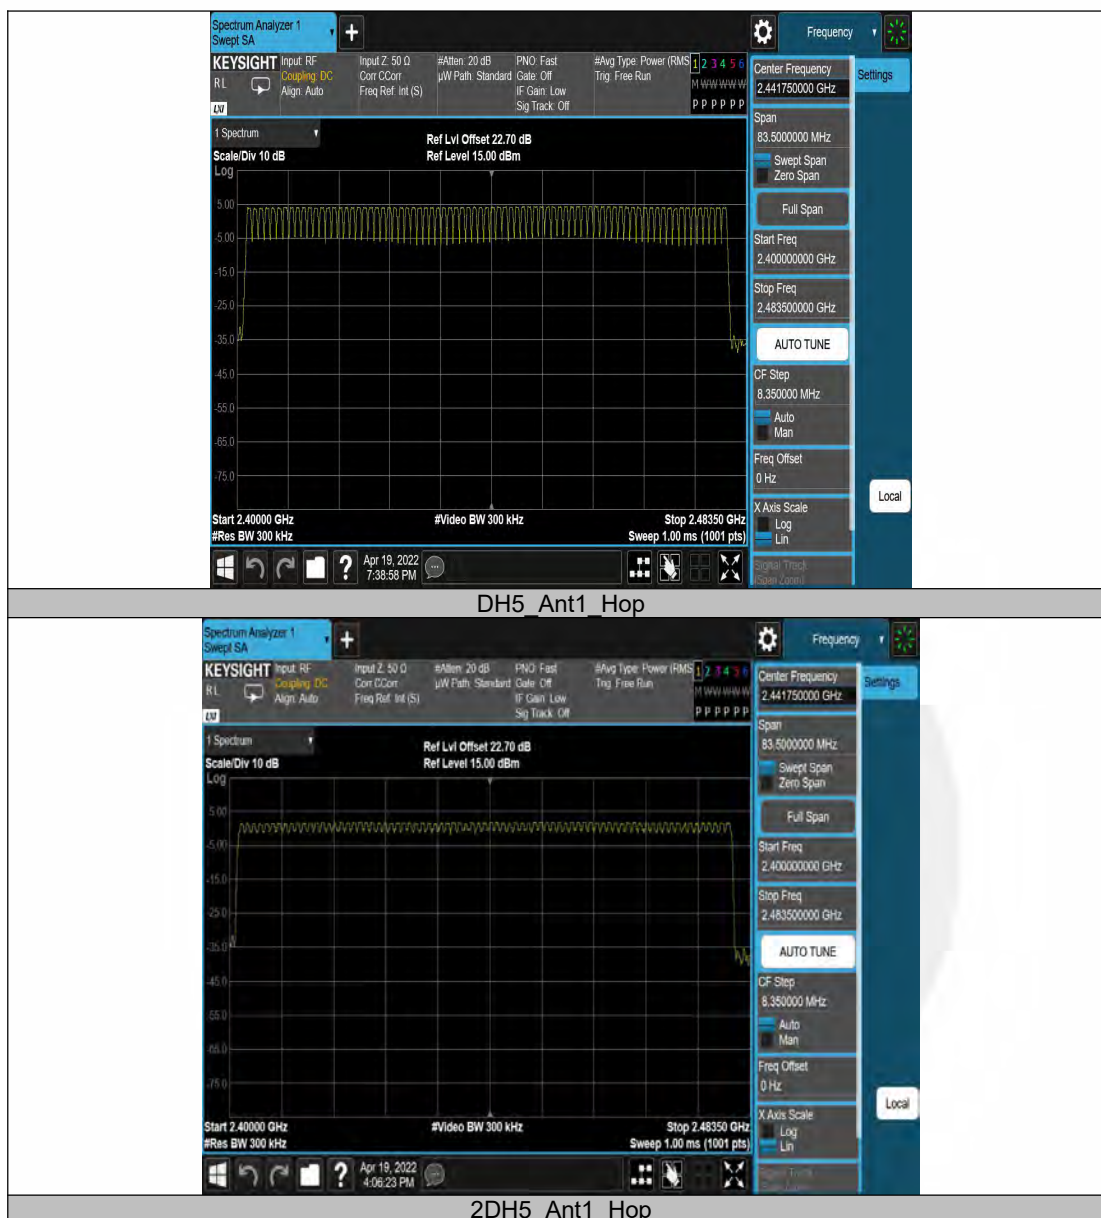 Spectrum Analyzer 1
Swept SA
Frequency
KEYSIGHT
RL
LXI
Input: RF
Coupling: DC
Align: Auto
Input Z: 50 Ω
Corr CCorr
Freq Ref: Int (S)
#Atten: 20 dB
µW Path: Standard
PNO: Fast
Gate: Off
IF Gain: Low
Sig Track: Off
#Avg Type: Power (RMS
Trig: Free Run
1 2 3 4 5 6
M W W W W W
P P P P P P
Center Frequency
2.441750000 GHz
Settings
Span
83.5000000 MHz
Swept Span
Zero Span
Full Span
Start Freq
2.400000000 GHz
Stop Freq
2.483500000 GHz
AUTO TUNE
CF Step
8.350000 MHz
Auto
Man
Freq Offset
0 Hz
X Axis Scale
Log
Lin
Signal Track
(Span Zoom)
Local
1 Spectrum
Scale/Div 10 dB
Log
Ref Lvl Offset 22.70 dB
Ref Level 15.00 dBm
5.00
-5.00
-15.0
-25.0
-35.0
-45.0
-55.0
-65.0
-75.0
Start 2.40000 GHz
#Res BW 300 kHz
#Video BW 300 kHz
Stop 2.48350 GHz
Sweep 1.00 ms (1001 pts)
Apr 19, 2022
7:38:58 PM
DH5_Ant1_Hop
Spectrum Analyzer 1
Swept SA
Frequency
KEYSIGHT
RL
LXI
Input: RF
Coupling: DC
Align: Auto
Input Z: 50 Ω
Corr CCorr
Freq Ref: Int (S)
#Atten: 20 dB
µW Path: Standard
PNO: Fast
Gate: Off
IF Gain: Low
Sig Track: Off
#Avg Type: Power (RMS
Trig: Free Run
1 2 3 4 5 6
M W W W W W
P P P P P P
Center Frequency
2.441750000 GHz
Settings
Span
83.5000000 MHz
Swept Span
Zero Span
Full Span
Start Freq
2.400000000 GHz
Stop Freq
2.483500000 GHz
AUTO TUNE
CF Step
8.350000 MHz
Auto
Man
Freq Offset
0 Hz
X Axis Scale
Log
Lin
Local
1 Spectrum
Scale/Div 10 dB
Log
Ref Lvl Offset 22.70 dB
Ref Level 15.00 dBm
5.00
-5.00
-15.0
-25.0
-35.0
-45.0
-55.0
-65.0
-75.0
Start 2.40000 GHz
#Res BW 300 kHz
#Video BW 300 kHz
Stop 2.48350 GHz
Sweep 1.00 ms (1001 pts)
Apr 19, 2022
4:06:23 PM
2DH5_Ant1_Hop